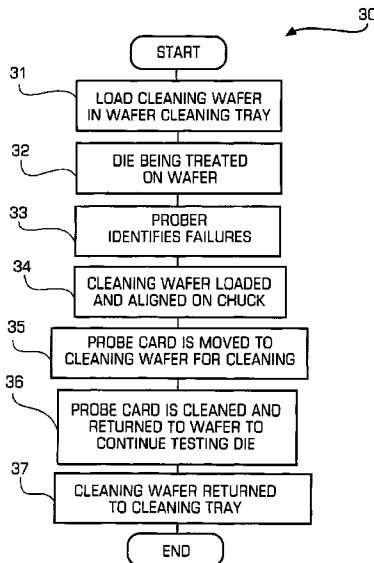 30
START
31
LOAD CLEANING WAFER
IN WAFER CLEANING TRAY
32
DIE BEING TREATED
ON WAFER
33
PROBER
IDENTIFIES FAILURES
34
CLEANING WAFER LOADED
AND ALIGNED ON CHUCK
35
PROBE CARD IS MOVED TO
CLEANING WAFER FOR CLEANING
36
PROBE CARD IS CLEANED AND
RETURNED TO WAFER TO
CONTINUE TESTING DIE
37
CLEANING WAFER RETURNED
TO CLEANING TRAY
END